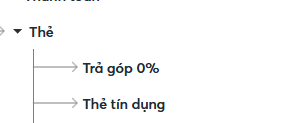 Thẻ
Trả góp 0%
Thẻ tín dụng